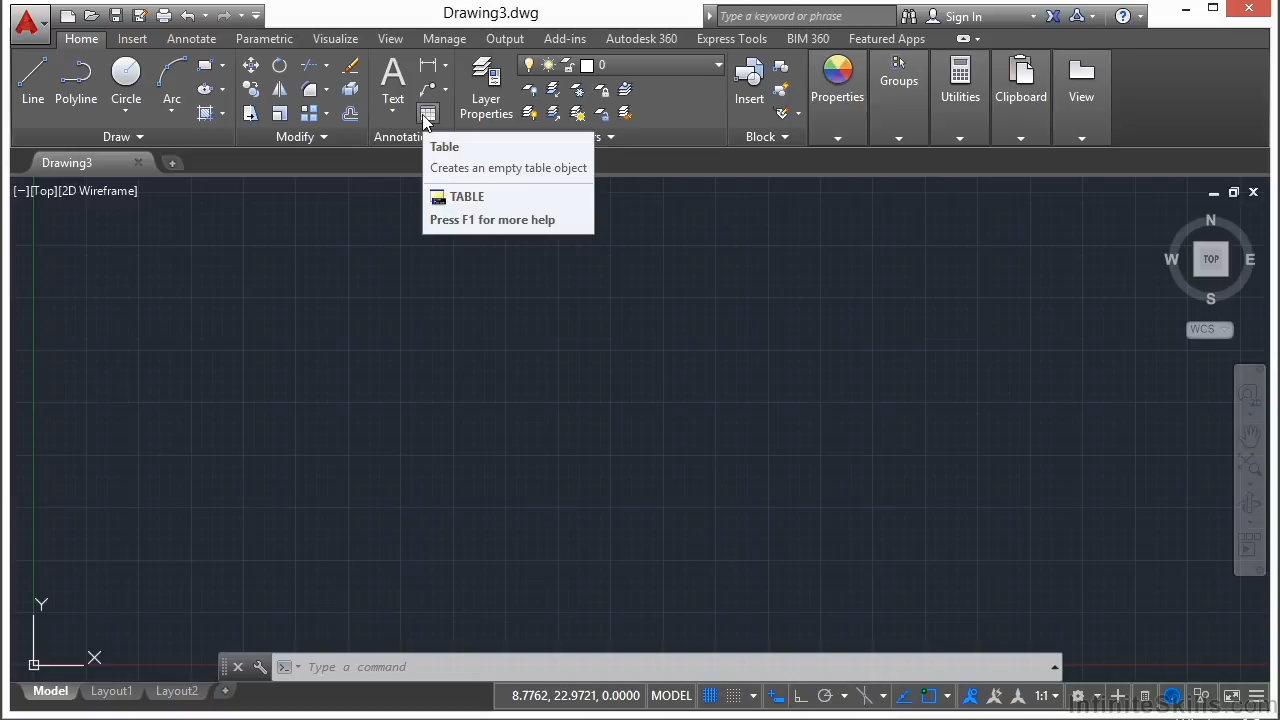 Drawing3.dwg
Type a keyword or phrase
Sign In
Home Insert Annotate Parametric Visualize View Manage Output Add-ins Autodesk 360 Express Tools BIM 360 Featured Apps
Line Polyline Circle Arc
Text
Layer
Properties
0
Insert
Properties
Groups
Utilities
Clipboard
View
Draw Modify Annotati rs Block
Drawing3
Table
Creates an empty table object
TABLE
Press F1 for more help
[−][Top][2D Wireframe]
N
W TOP E
S
WCS
Y
X
Type a command
Model Layout1 Layout2
8.7762, 22.9721, 0.0000 MODEL 1:1
InfiniteSkills.com